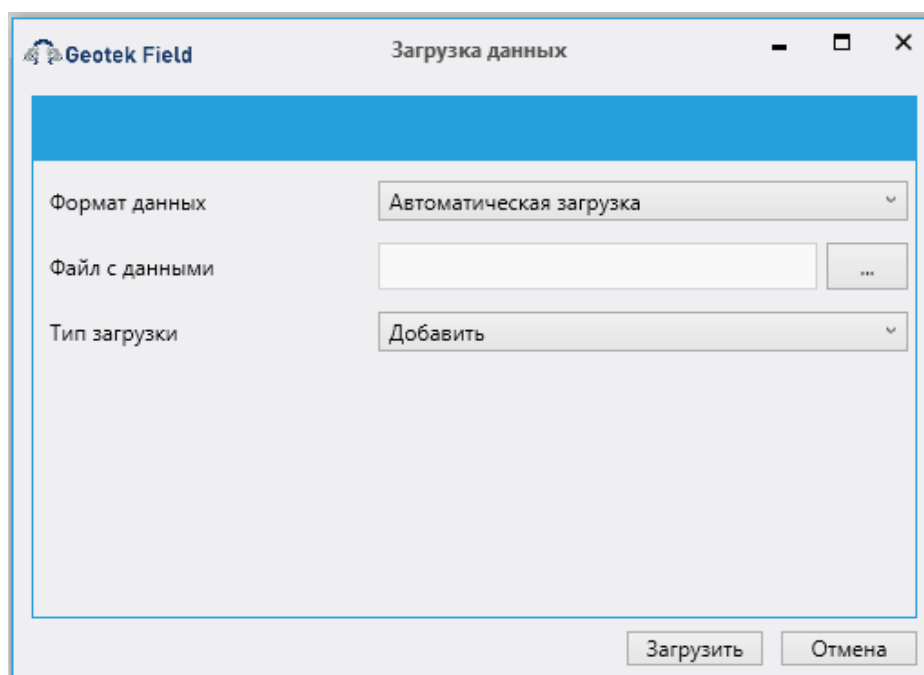 Geotek Field
Загрузка данных
Формат данных
Автоматическая загрузка
Файл с данными
...
Тип загрузки
Добавить
Загрузить
Отмена